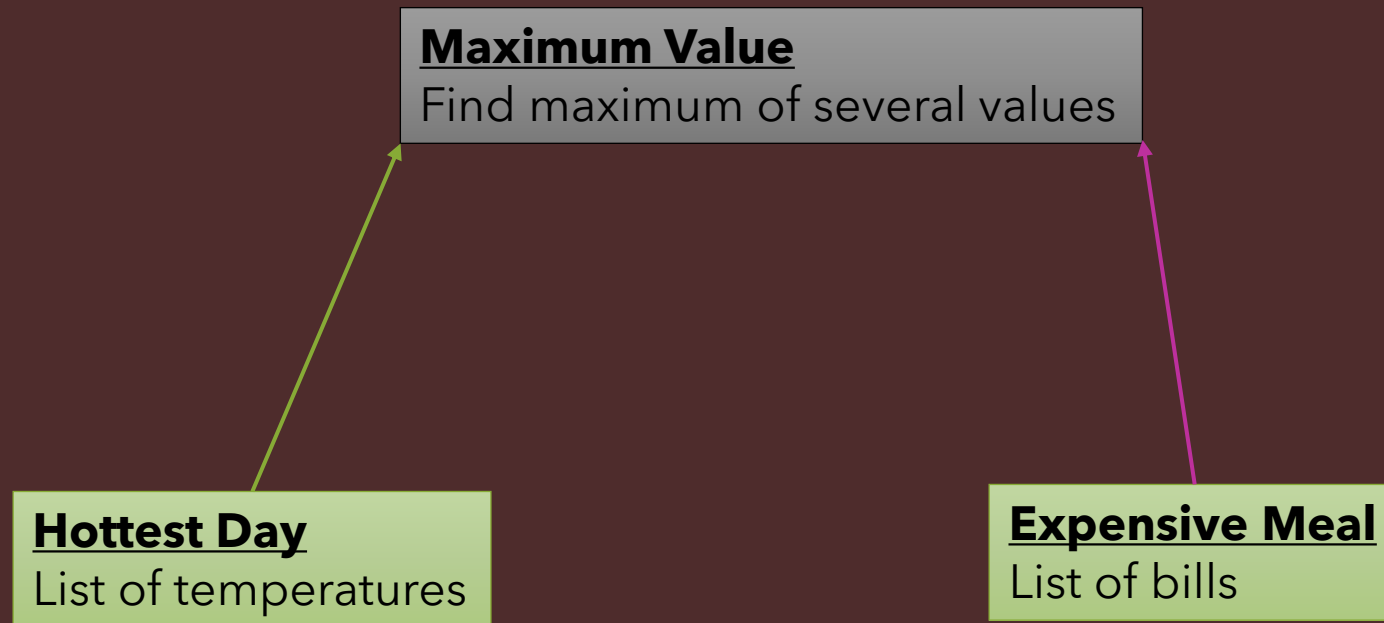 Maximum Value
Find maximum of several values
Hottest Day
List of temperatures
Expensive Meal
List of bills